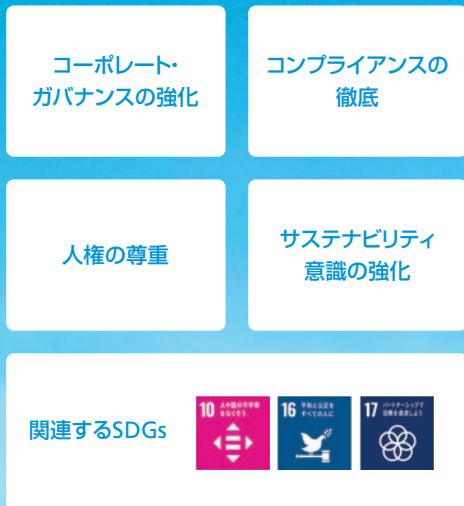 コーポレート・
ガバナンスの強化
コンプライアンスの
徹底
人権の尊重
サステナビリティ
意識の強化
関連するSDGs
10 人や国の不平等
をなくそう
16 平和と公正を
すべての人に
17 パートナーシップで
目標を達成しよう